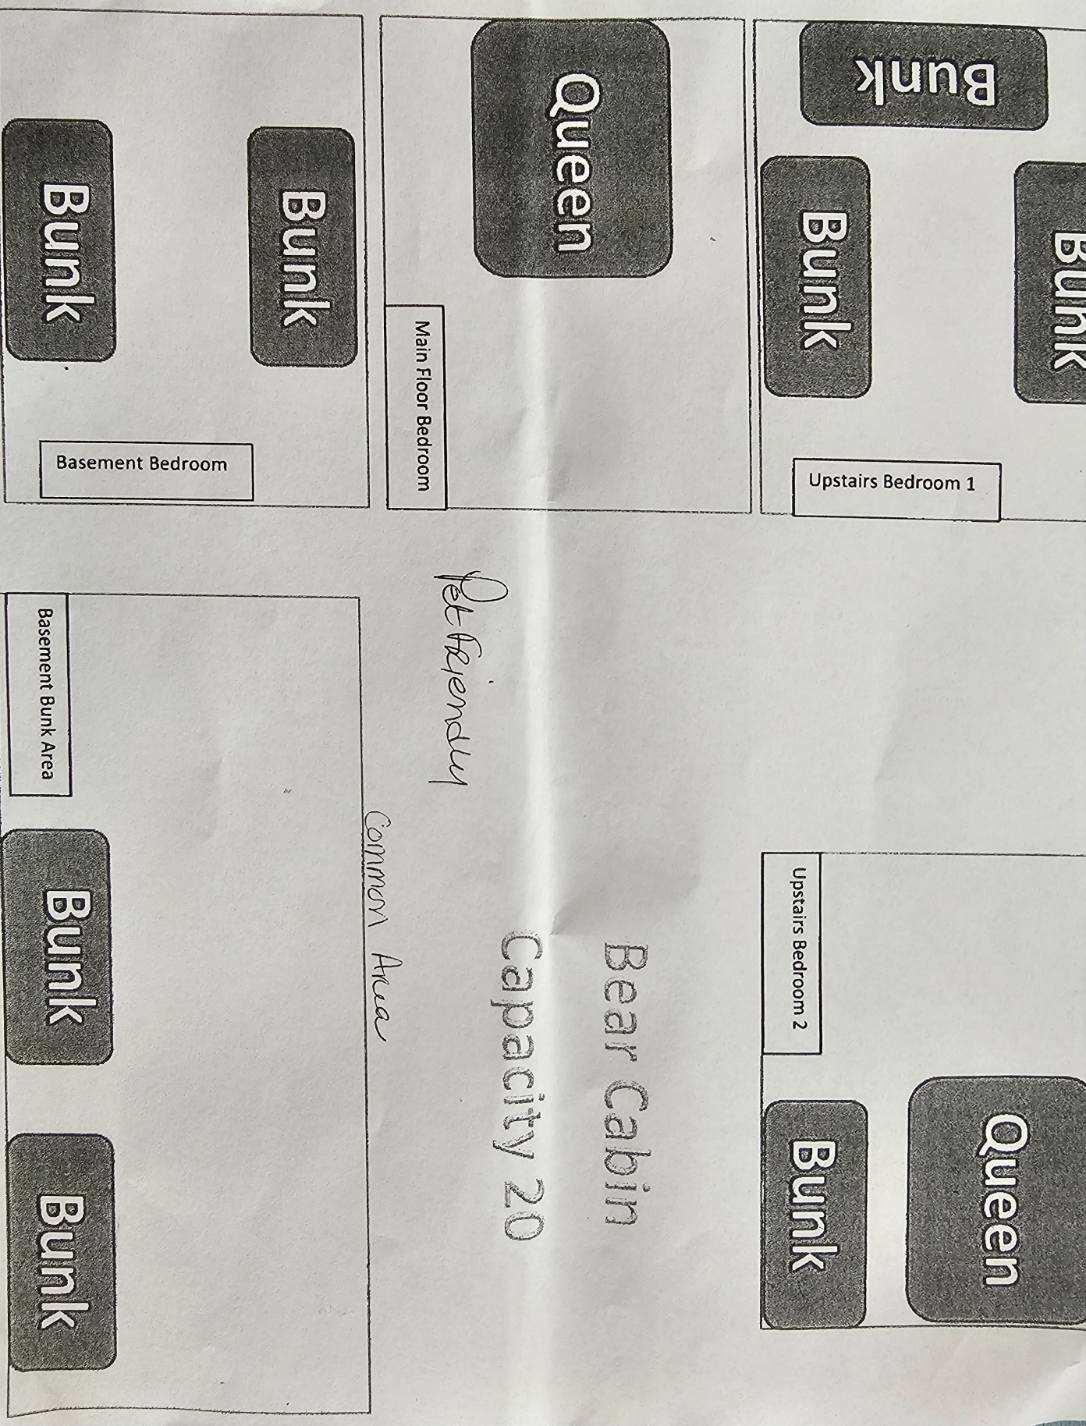 Bunk
Bunk
Bunk
Upstairs Bedroom 1
Queen
Bunk
Upstairs Bedroom 2
Queen
Main Floor Bedroom
Bear Cabin
Capacity 20
Pet Friendly
Common Area
Bunk
Bunk
Basement Bedroom
Basement Bunk Area
Bunk
Bunk